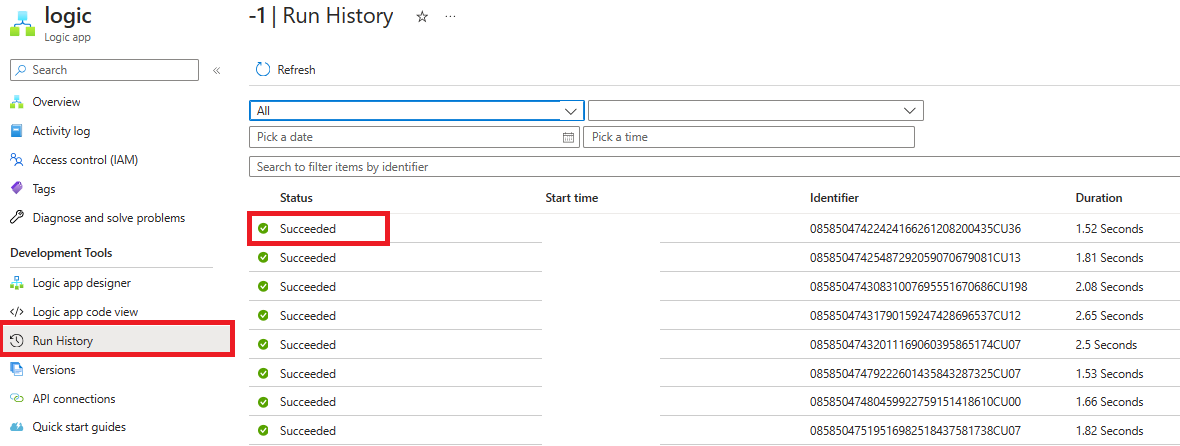 logic
Logic app
-1 | Run History
Search
«
Refresh
Overview
Activity log
Access control (IAM)
Tags
Diagnose and solve problems
Development Tools
Logic app designer
Logic app code view
Run History
Versions
API connections
Quick start guides
All
Pick a date
Pick a time
Search to filter items by identifier
Status Start time Identifier Duration
Succeeded 08585047422424166261208200435CU36 1.52 Seconds
Succeeded 08585047425487292059070679081CU13 1.81 Seconds
Succeeded 08585047430831007695551670686CU198 2.08 Seconds
Succeeded 08585047431790159247428696537CU12 2.65 Seconds
Succeeded 08585047432011169060395865174CU07 2.5 Seconds
Succeeded 08585047479222601435843287325CU07 1.53 Seconds
Succeeded 08585047480459922759151418610CU00 1.66 Seconds
Succeeded 08585047519516982518437581738CU07 1.82 Seconds